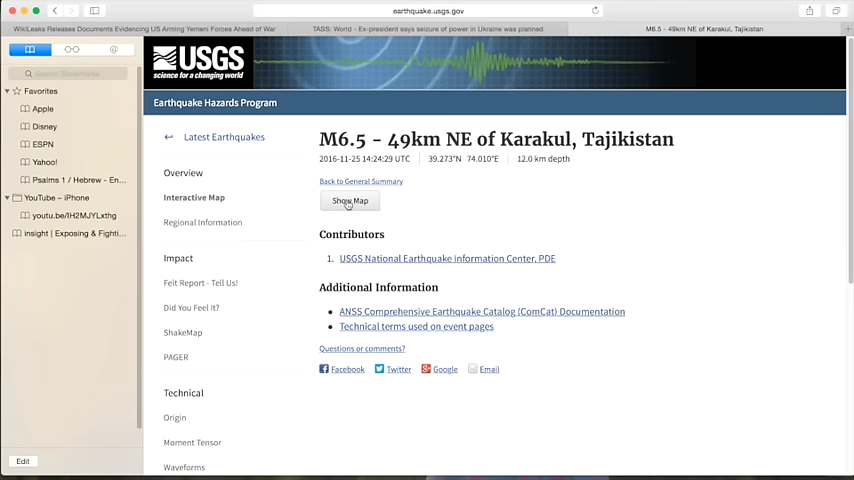 earthquake.usgs.gov
WikiLeaks Releases Documents Evidencing US Arming Yemeni Forces Ahead of War
TASS: World - Ex-president says seizure of power in Ukraine was planned
M6.5 - 49km NE of Karakul, Tajikistan
Search Bookmarks
Favorites
Apple
Disney
ESPN
Yahoo!
Psalms 1 / Hebrew - En...
YouTube – iPhone
youtu.be/IH2MJYLxthg
insight | Exposing & Fighti...
Edit
USGS
science for a changing world
Earthquake Hazards Program
Latest Earthquakes
Overview
Interactive Map
Regional Information
Impact
Felt Report - Tell Us!
Did You Feel It?
ShakeMap
PAGER
Technical
Origin
Moment Tensor
Waveforms
M6.5 - 49km NE of Karakul, Tajikistan
2016-11-25 14:24:29 UTC 39.273°N 74.010°E 12.0 km depth
Back to General Summary
Show Map
Contributors
1. USGS National Earthquake Information Center, PDE
Additional Information
• ANSS Comprehensive Earthquake Catalog (ComCat) Documentation
• Technical terms used on event pages
Questions or comments?
Facebook Twitter Google Email